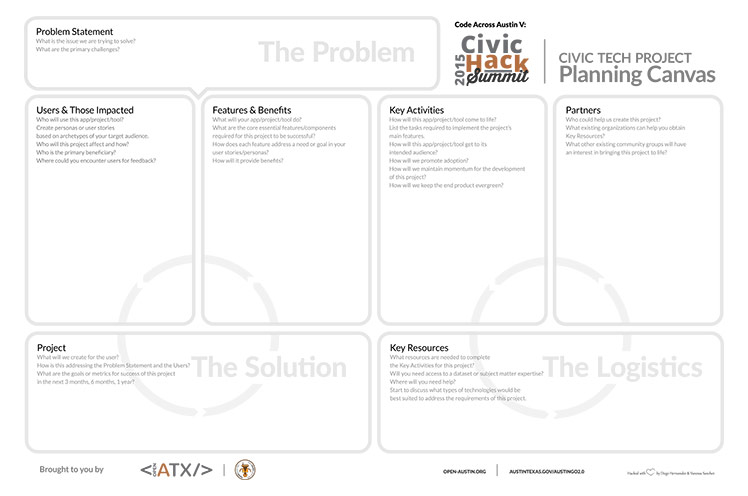 Problem Statement
What is the issue we are trying to solve?
What are the primary challenges?
The Problem
Code Across Austin V:
2015
Civic
Hack
Summit
CIVIC TECH PROJECT
Planning Canvas
Users & Those Impacted
Who will use this app/project/tool?
Create personas or user stories
based on archetypes of your target audience.
Who will this project affect and how?
Who is the primary beneficiary?
Where could you encounter users for feedback?
Features & Benefits
What will your app/project/tool do?
What are the core essential features/components
required for this project to be successful?
How does each feature address a need or goal in your
user stories/personas?
How will it provide benefits?
Key Activities
How will this app/project/tool come to life?
List the tasks required to implement the project's
main features.
How will this app/project/tool get to its
intended audience?
How will we promote adoption?
How will we maintain momentum for the development
of this project?
How will we keep the end product evergreen?
Partners
Who could help us create this project?
What existing organizations can help you obtain
Key Resources?
What other existing community groups will have
an interest in bringing this project to life?
Project
What will we create for the user?
How is this addressing the Problem Statement and the Users?
What are the goals or metrics for success of this project
in the next 3 months, 6 months, 1 year?
The Solution
Key Resources
What resources are needed to complete
the Key Activities for this project?
Will you need access to a dataset or subject matter expertise?
Where will you need help?
Start to discuss what types of technologies would be
best suited to address the requirements of this project.
The Logistics
Brought to you by
<OPEN ATX/>
OPEN-AUSTIN.ORG
AUSTINTEXAS.GOV/AUSTINGO2.0
Hacked with by Diego Hernandez & Vanessa Sanchez